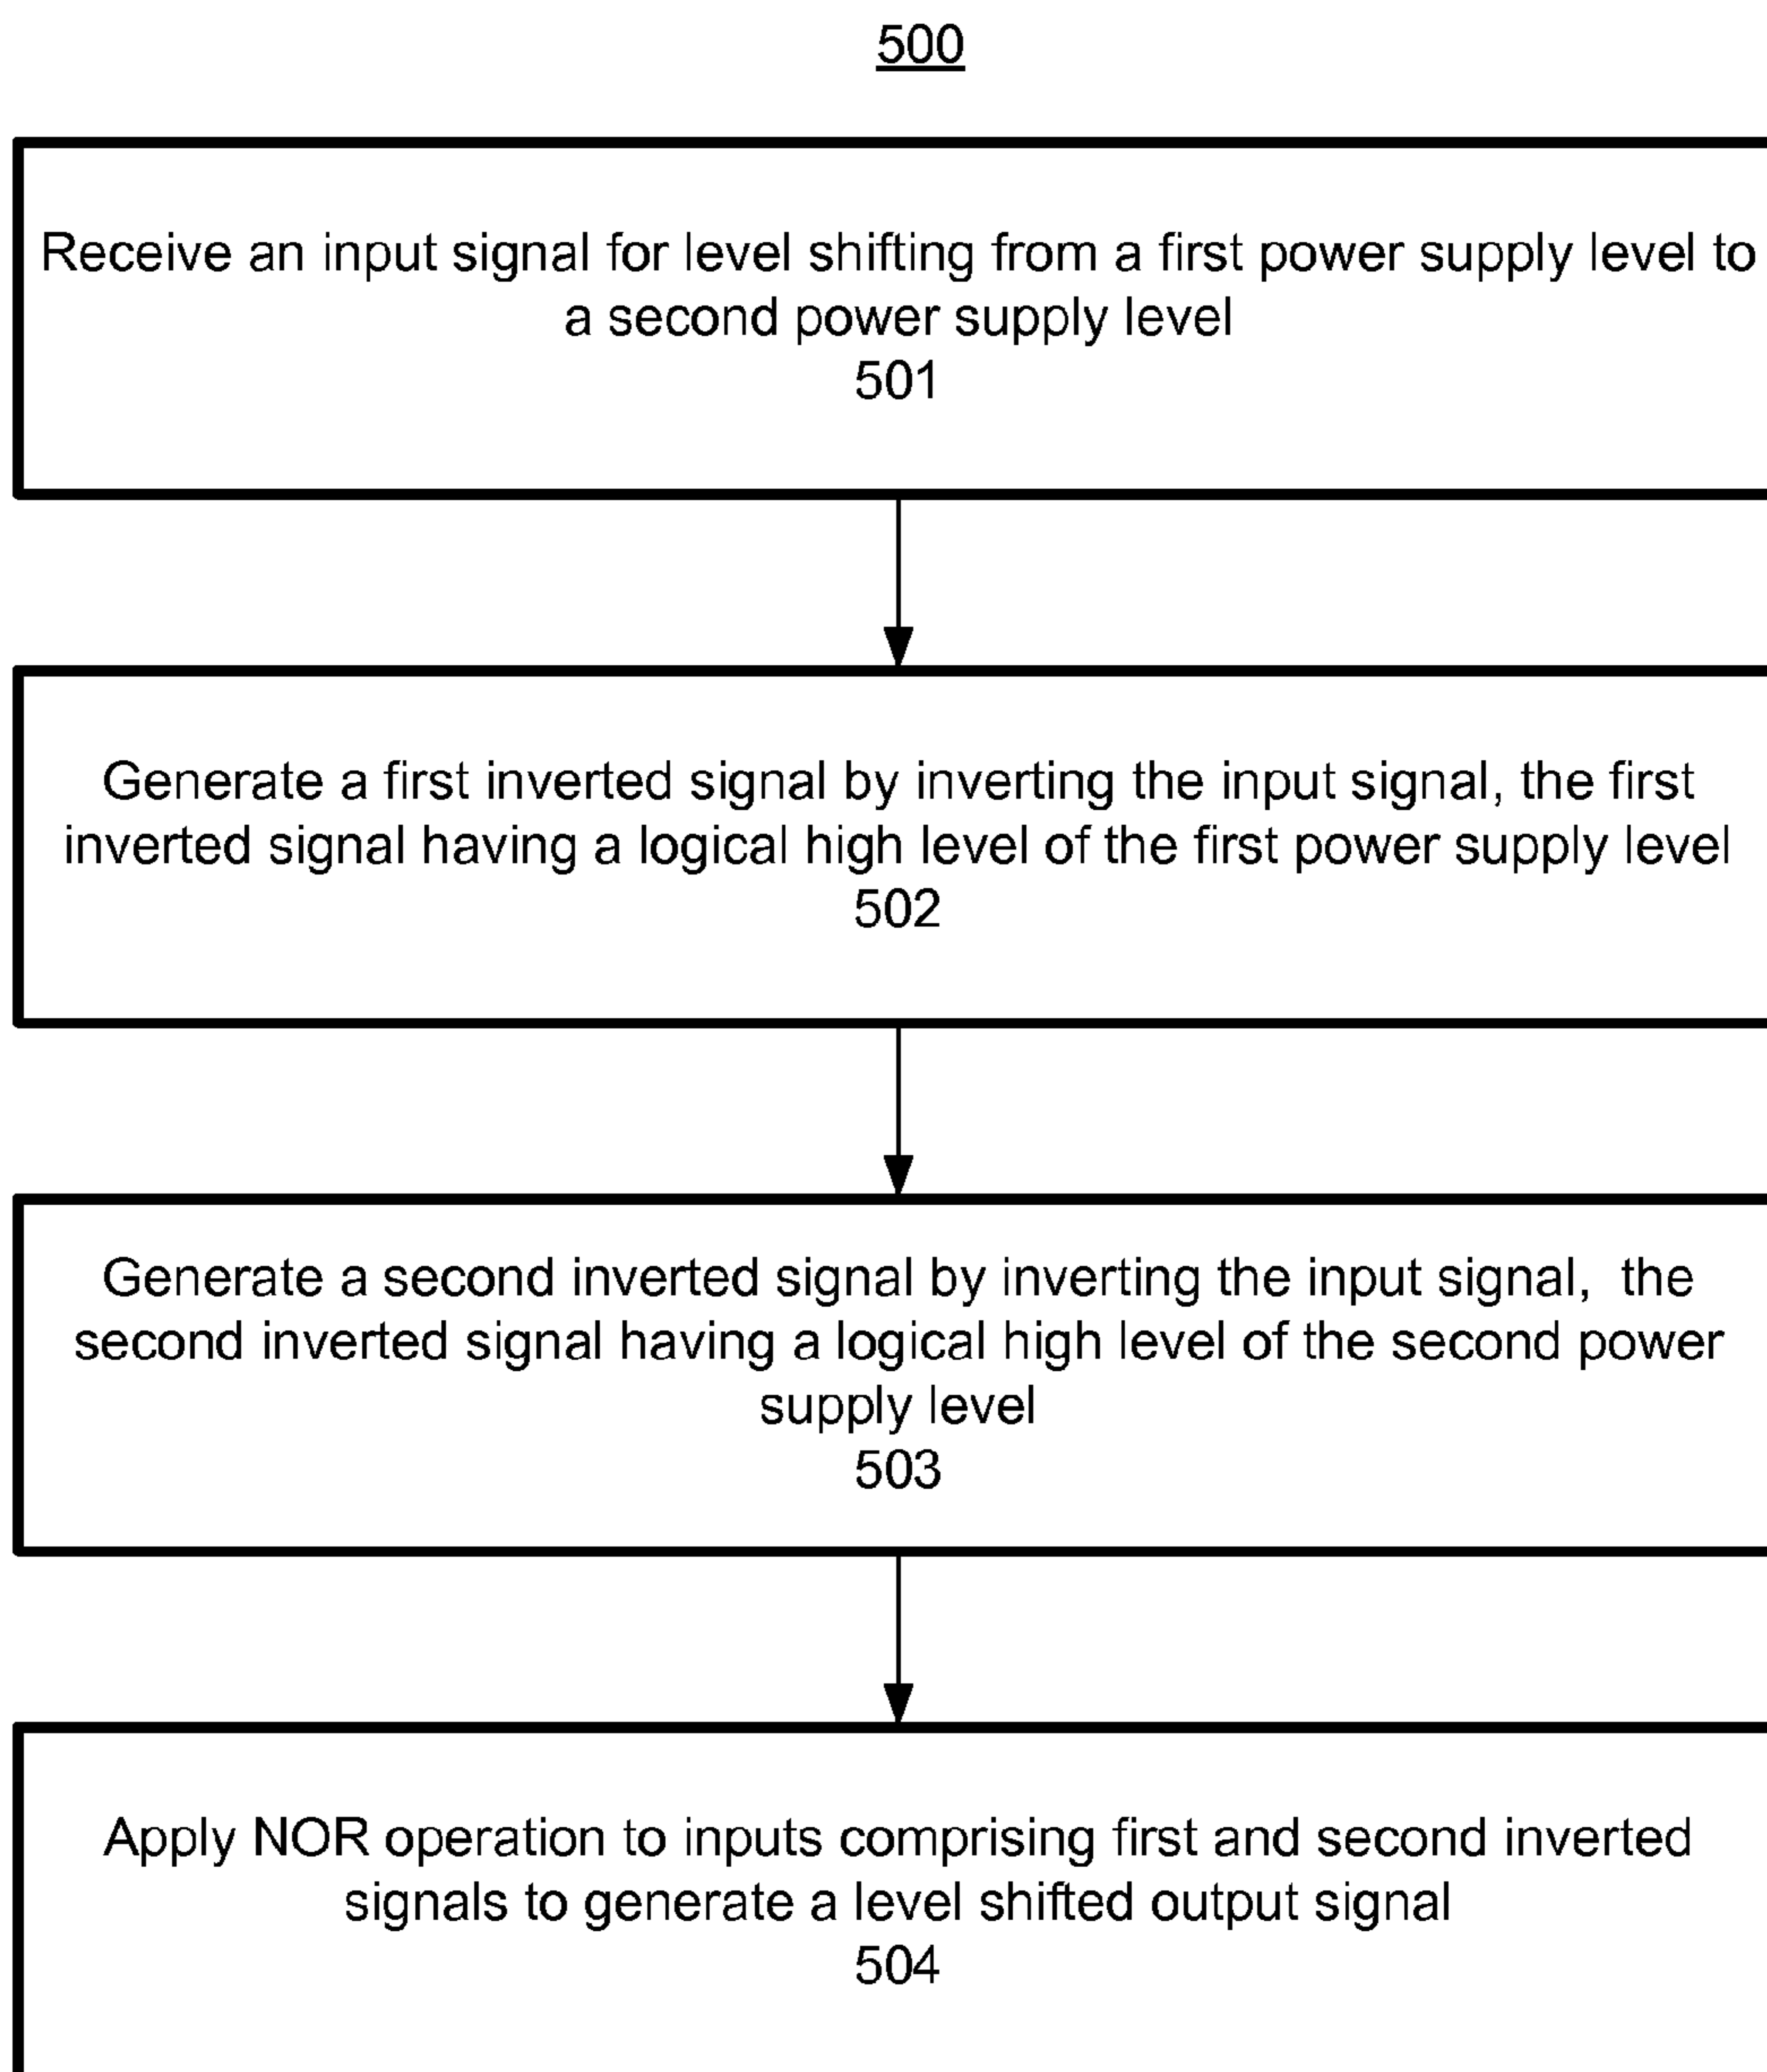 500
Receive an input signal for level shifting from a first power supply level to
a second power supply level
501
Generate a first inverted signal by inverting the input signal, the first
inverted signal having a logical high level of the first power supply level
502
Generate a second inverted signal by inverting the input signal,  the
second inverted signal having a logical high level of the second power
supply level
503
Apply NOR operation to inputs comprising first and second inverted
signals to generate a level shifted output signal
504